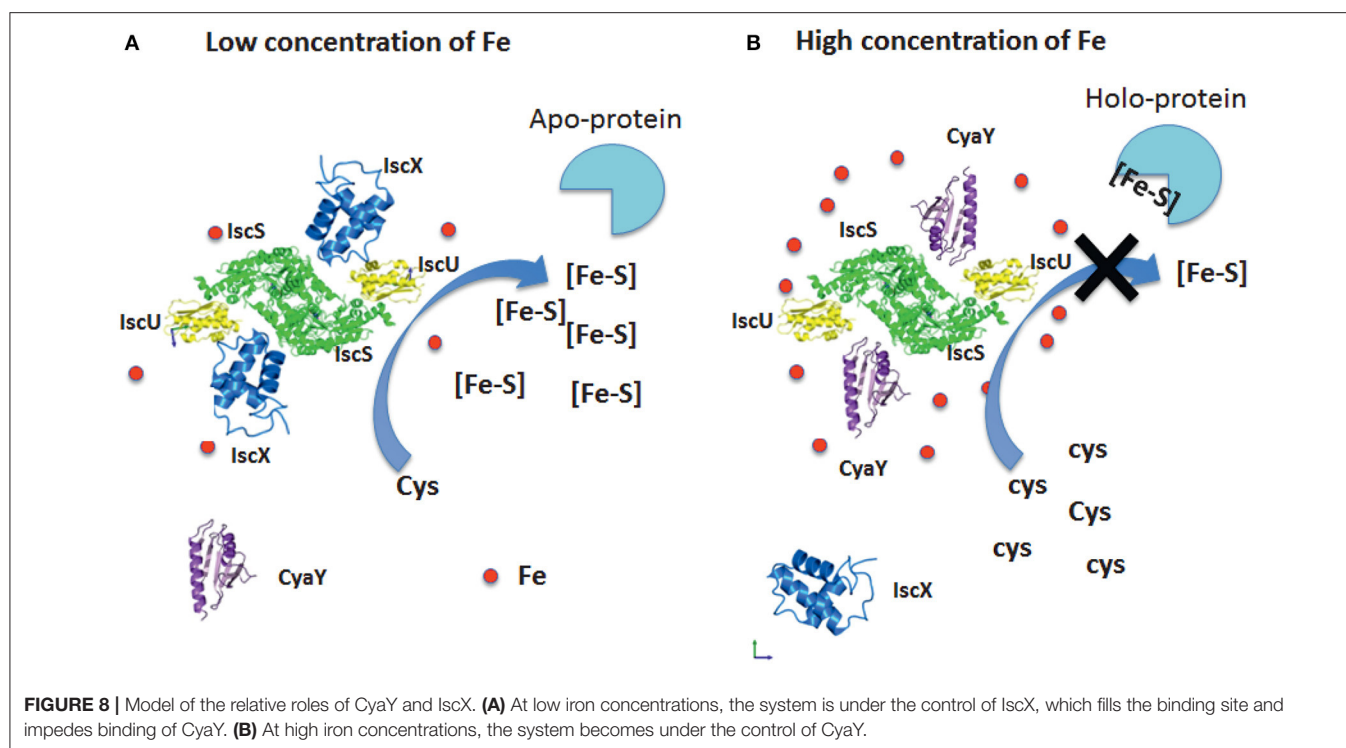 A
Low concentration of Fe
Apo-protein
IscX
IscS
IscU
[Fe-S]
[Fe-S]
[Fe-S]
IscU
IscS
[Fe-S]
[Fe-S]
IscX
Cys
CyaY
Fe
B
High concentration of Fe
Holo-protein
CyaY
[Fe-S]
IscS
IscU
[Fe-S]
IscU
IscS
CyaY
cys
cys
Cys
cys
cys
IscX
FIGURE 8 | Model of the relative roles of CyaY and IscX. (A) At low iron concentrations, the system is under the control of IscX, which fills the binding site and
impedes binding of CyaY. (B) At high iron concentrations, the system becomes under the control of CyaY.